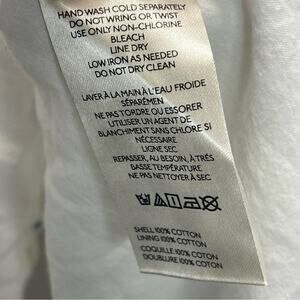 HAND WASH COLD SEPARATELY
DO NOT WRING OR TWIST
USE ONLY NON-CHLORINE
BLEACH
LINE DRY
LOW IRON AS NEEDED
DO NOT DRY CLEAN
LAVER À LA MAIN À L'EAU FROIDE
SÉPARÉMEN
NE PAS TORDRE OU ESSORER
UTILISER UN AGENT DE
BLANCHIMENT SANS CHLORE SI
NÉCESSAIRE
LIGNE SEC
REPASSER, AU BESOIN, À TRÈS
BASSE TEMPÉRATURE
NE PAS NETTOYER À SEC
SHELL 100% COTTON
LINING 100% COTTON
COQUILLE 100% COTTON
DOUBLURE 100% COTON